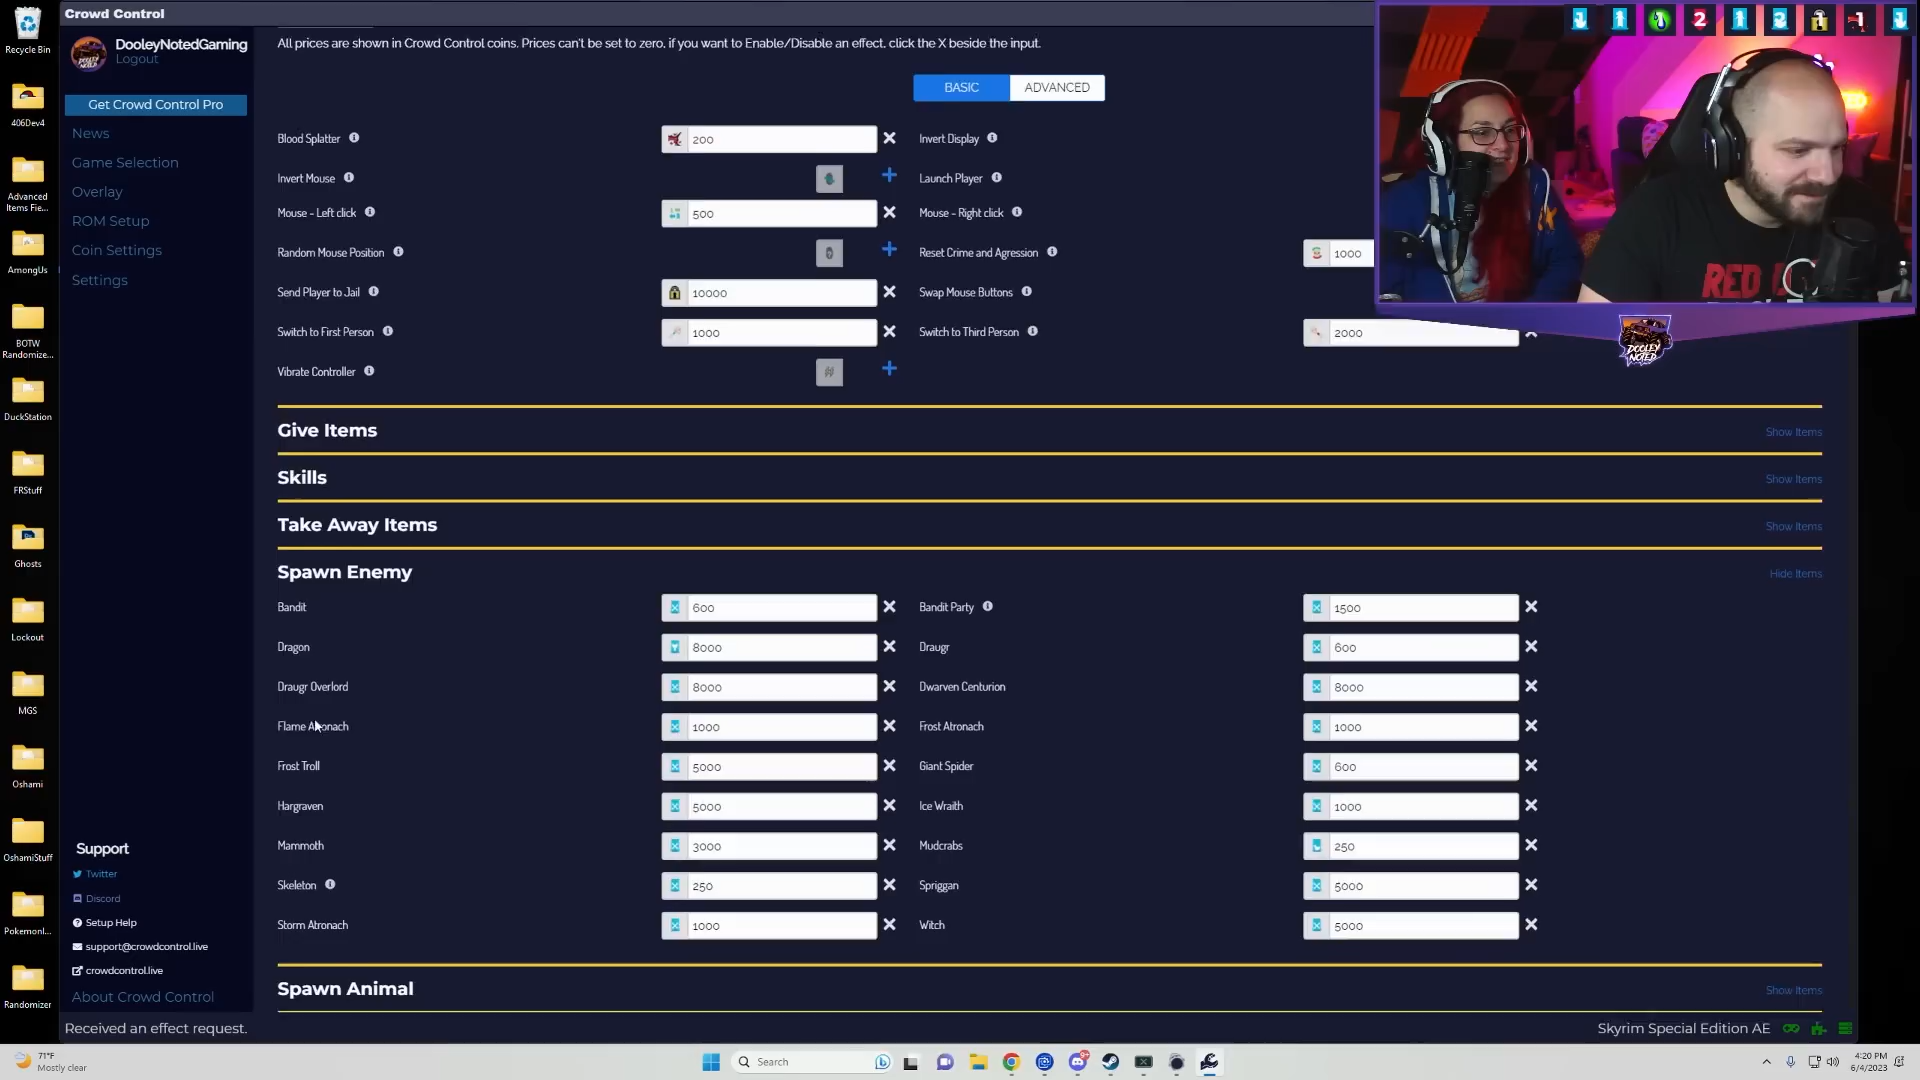 Crowd Control
Recycle Bin
DooleyNotedGaming
Logout
All prices are shown in Crowd Control coins. Prices can't be set to zero, if you want to Enable/Disable an effect, click the X beside the input.
BASIC ADVANCED
406Dev4
Get Crowd Control Pro
News
Game Selection
Overlay
ROM Setup
Coin Settings
Settings
Blood Splatter 200 Invert Display
Invert Mouse Launch Player
Mouse - Left click 500 Mouse - Right click
Random Mouse Position Reset Crime and Agression 1000
Send Player to Jail 10000 Swap Mouse Buttons
Switch to First Person 1000 Switch to Third Person 2000
Vibrate Controller
RED
DOOLEY
NOTED
Advanced
Items Fie...
AmongUs
BOTW
Randomize...
DuckStation
FRStuff
Ghosts
Lockout
MGS
Oshami
OshamiStuff
PokemonI...
Randomizer
Give Items Show Items
Skills Show Items
Take Away Items Show Items
Spawn Enemy Hide Items
Bandit 600 Bandit Party 1500
Dragon 8000 Draugr 600
Draugr Overlord 8000 Dwarven Centurion 8000
Flame Atronach 1000 Frost Atronach 1000
Frost Troll 5000 Giant Spider 600
Hargraven 5000 Ice Wraith 1000
Mammoth 3000 Mudcrabs 250
Skeleton 250 Spriggan 5000
Storm Atronach 1000 Witch 5000
Spawn Animal Show Items
Support
Twitter
Discord
Setup Help
support@crowdcontrol.live
crowdcontrol.live
About Crowd Control
Received an effect request.
Skyrim Special Edition AE
71°F
Mostly clear
Search
9+
4:20 PM
6/4/2023